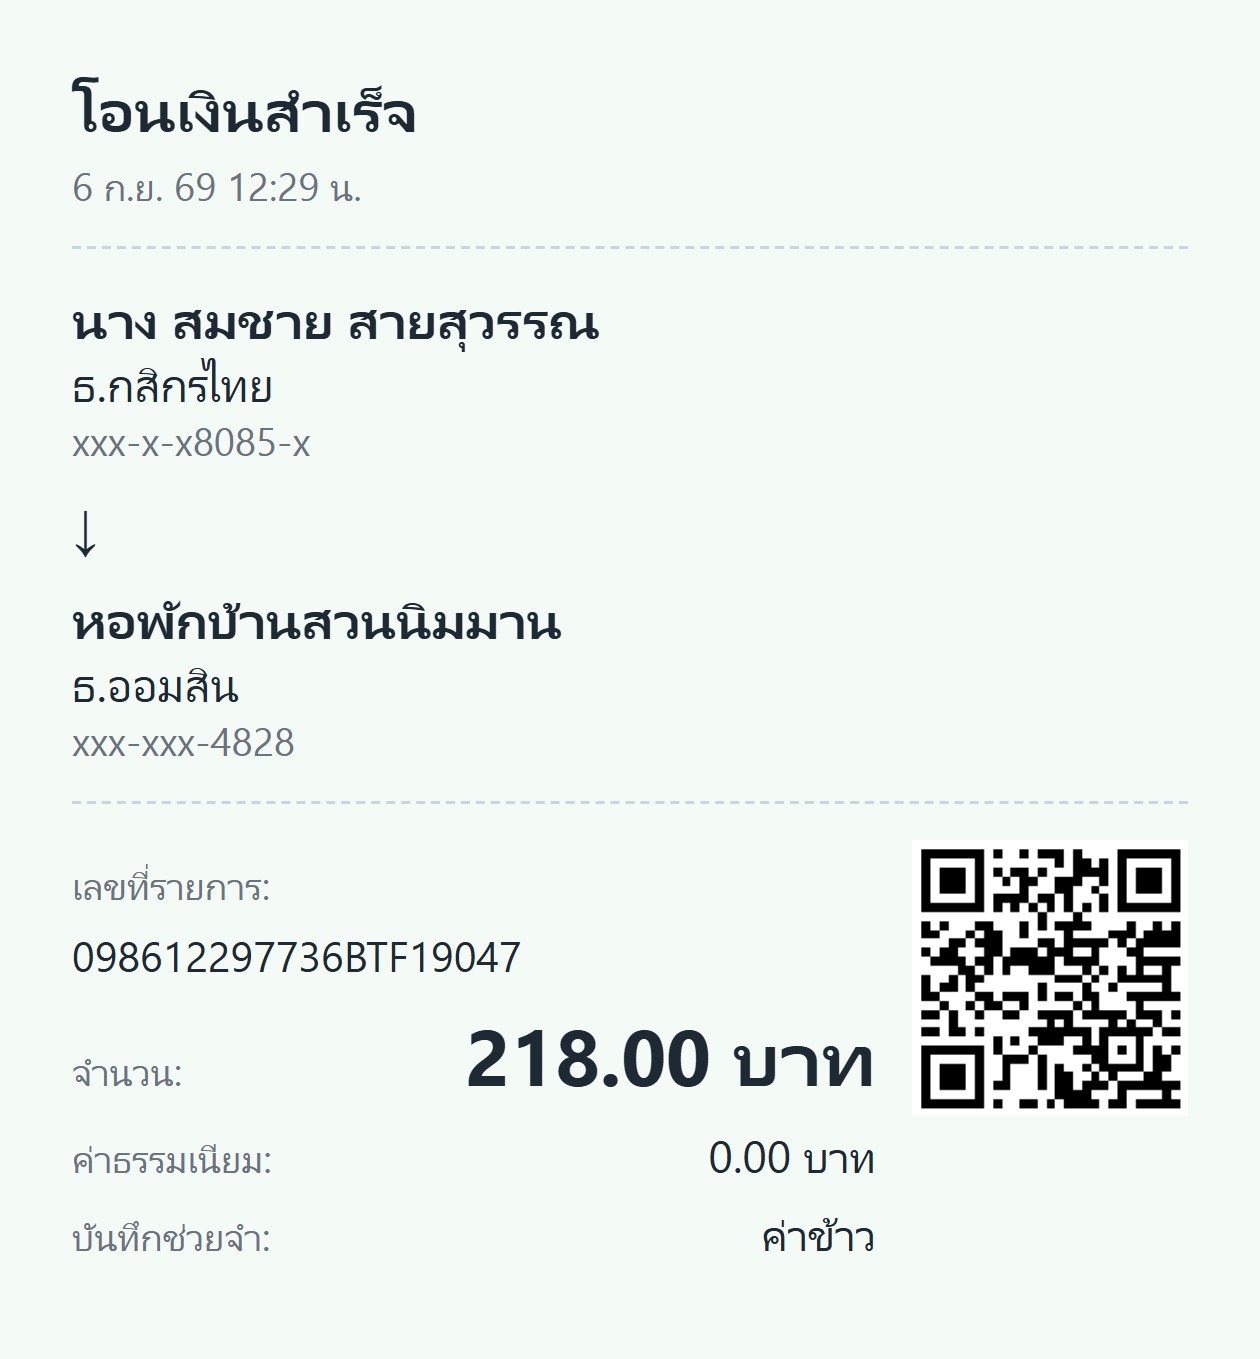 โอนเงินสำเร็จ
6 ก.ย. 69 12:29 น.
นาง สมชาย สายสุวรรณ
ธ.กสิกรไทย
xxx-x-x8085-x
↓
หอพักบ้านสวนนิมมาน
ธ.ออมสิน
xxx-xxx-4828
เลขที่รายการ:
098612297736BTF19047
จำนวน: 218.00 บาท
ค่าธรรมเนียม: 0.00 บาท
บันทึกช่วยจำ: ค่าข้าว